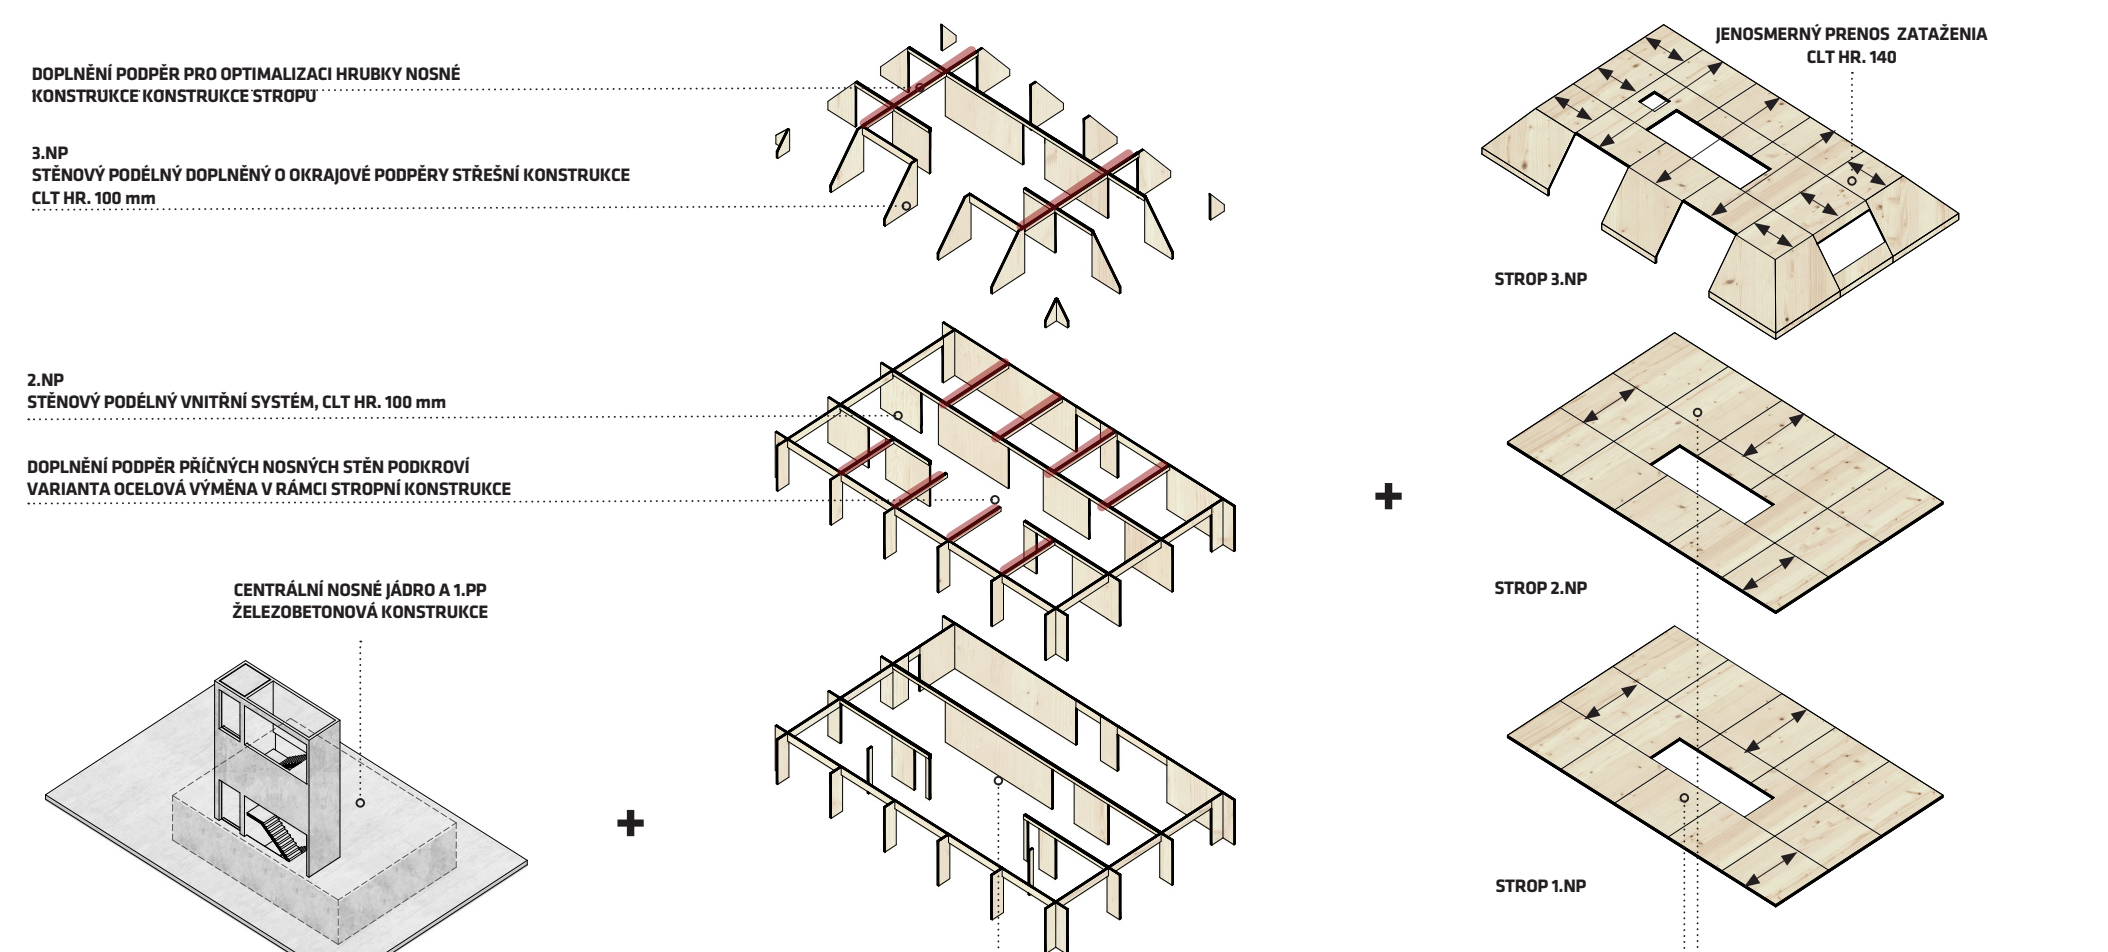 DOPLNĚNÍ PODPĚR PRO OPTIMALIZACI HRUBKY NOSNÉ
KONSTRUKCE KONSTRUKCE STROPU
3.NP
STĚNOVÝ PODÉLNÝ DOPLNĚNÝ O OKRAJOVÉ PODPĚRY STŘEŠNÍ KONSTRUKCE
CLT HR. 100 mm
2.NP
STĚNOVÝ PODÉLNÝ VNITŘNÍ SYSTÉM, CLT HR. 100 mm
DOPLNĚNÍ PODPĚR PŘÍČNÝCH NOSNÝCH STĚN PODKROVÍ
VARIANTA OCELOVÁ VÝMĚNA V RÁMCI STROPNÍ KONSTRUKCE
CENTRÁLNÍ NOSNÉ JÁDRO A 1.PP
ŽELEZOBETONOVÁ KONSTRUKCE
+
+
JENOSMERNÝ PRENOS ZATAŽENIA
CLT HR. 140
STROP 3.NP
STROP 2.NP
STROP 1.NP